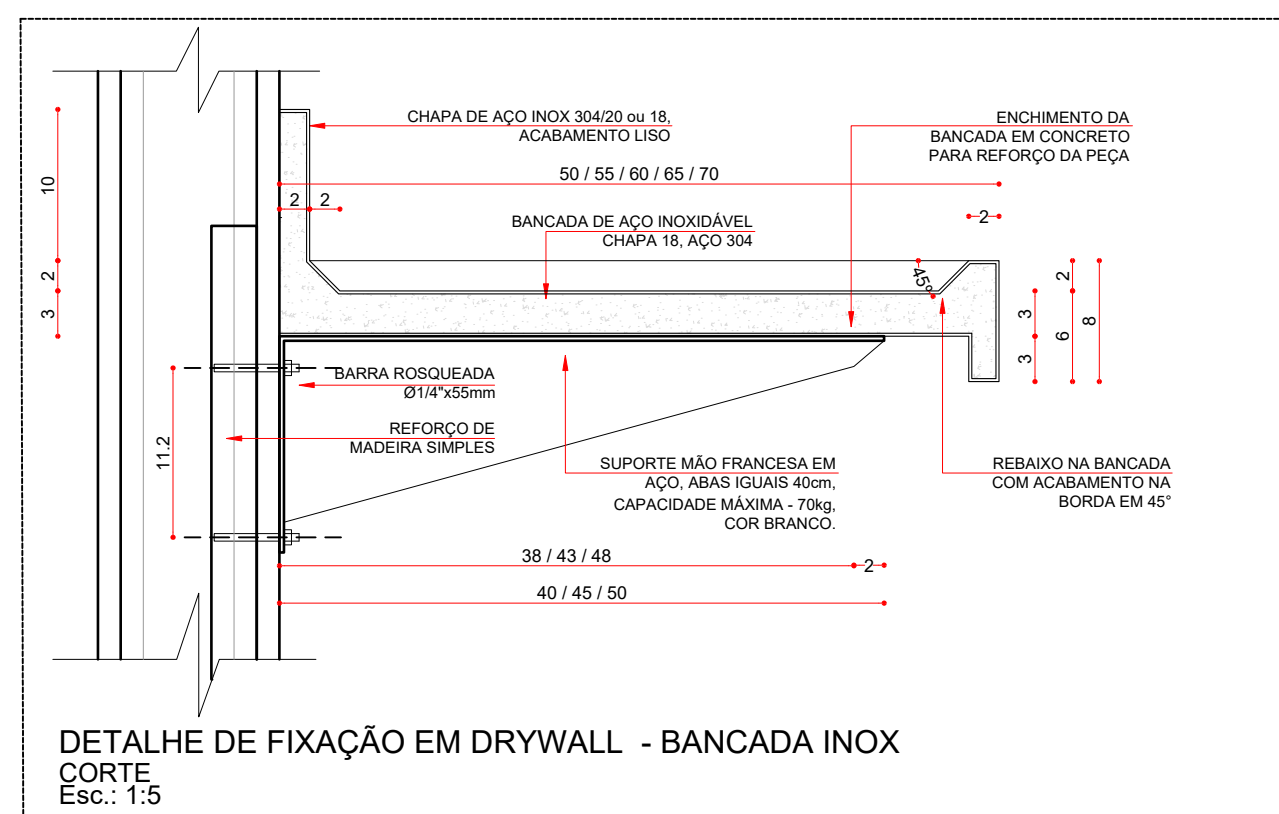 CHAPA DE AÇO INOX 304/20 ou 18,
ACABAMENTO LISO
ENCHIMENTO DA
BANCADA EM CONCRETO
PARA REFORÇO DA PEÇA
50 / 55 / 60 / 65 / 70
10
2
2
2
BANCADA DE AÇO INOXIDÁVEL
CHAPA 18, AÇO 304
45°
2
3
2
3
3
6
8
BARRA ROSQUEADA
Ø1/4"x55mm
REFORÇO DE
MADEIRA SIMPLES
11.2
SUPORTE MÃO FRANCESA EM
AÇO, ABAS IGUAIS 40cm,
CAPACIDADE MÁXIMA - 70kg,
COR BRANCO.
REBAIXO NA BANCADA
COM ACABAMENTO NA
BORDA EM 45°
38 / 43 / 48
2
40 / 45 / 50
DETALHE DE FIXAÇÃO EM DRYWALL - BANCADA INOX
CORTE
Esc.: 1:5